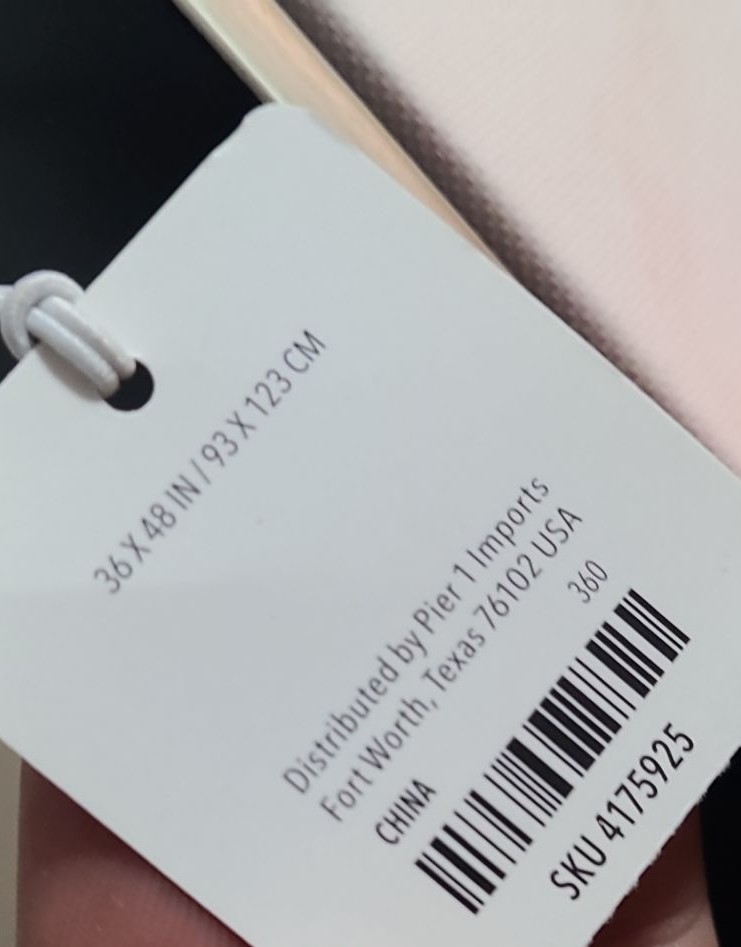 36 X 48 IN / 93 X 123 CM
Distributed by Pier 1 Imports
Fort Worth, Texas 76102 USA
CHINA
360
SKU 4175925